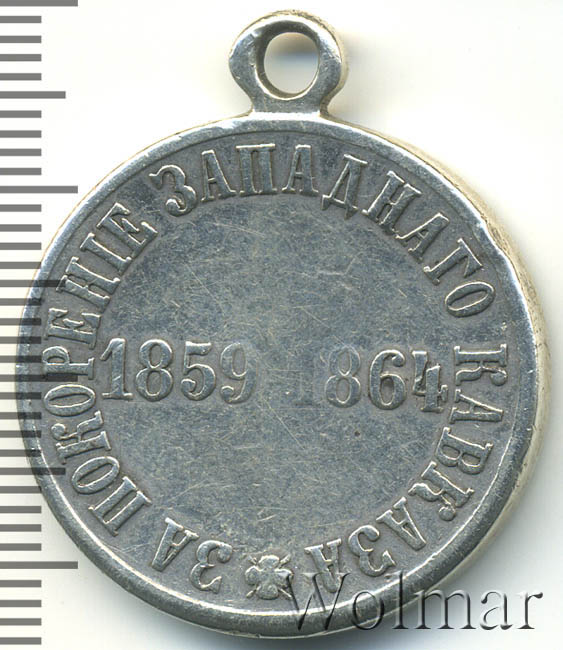 ЗА ПОКОРЕНІЕ ЗАПАДНАГО КАВКАЗА
1859 - 1864
Wolmar